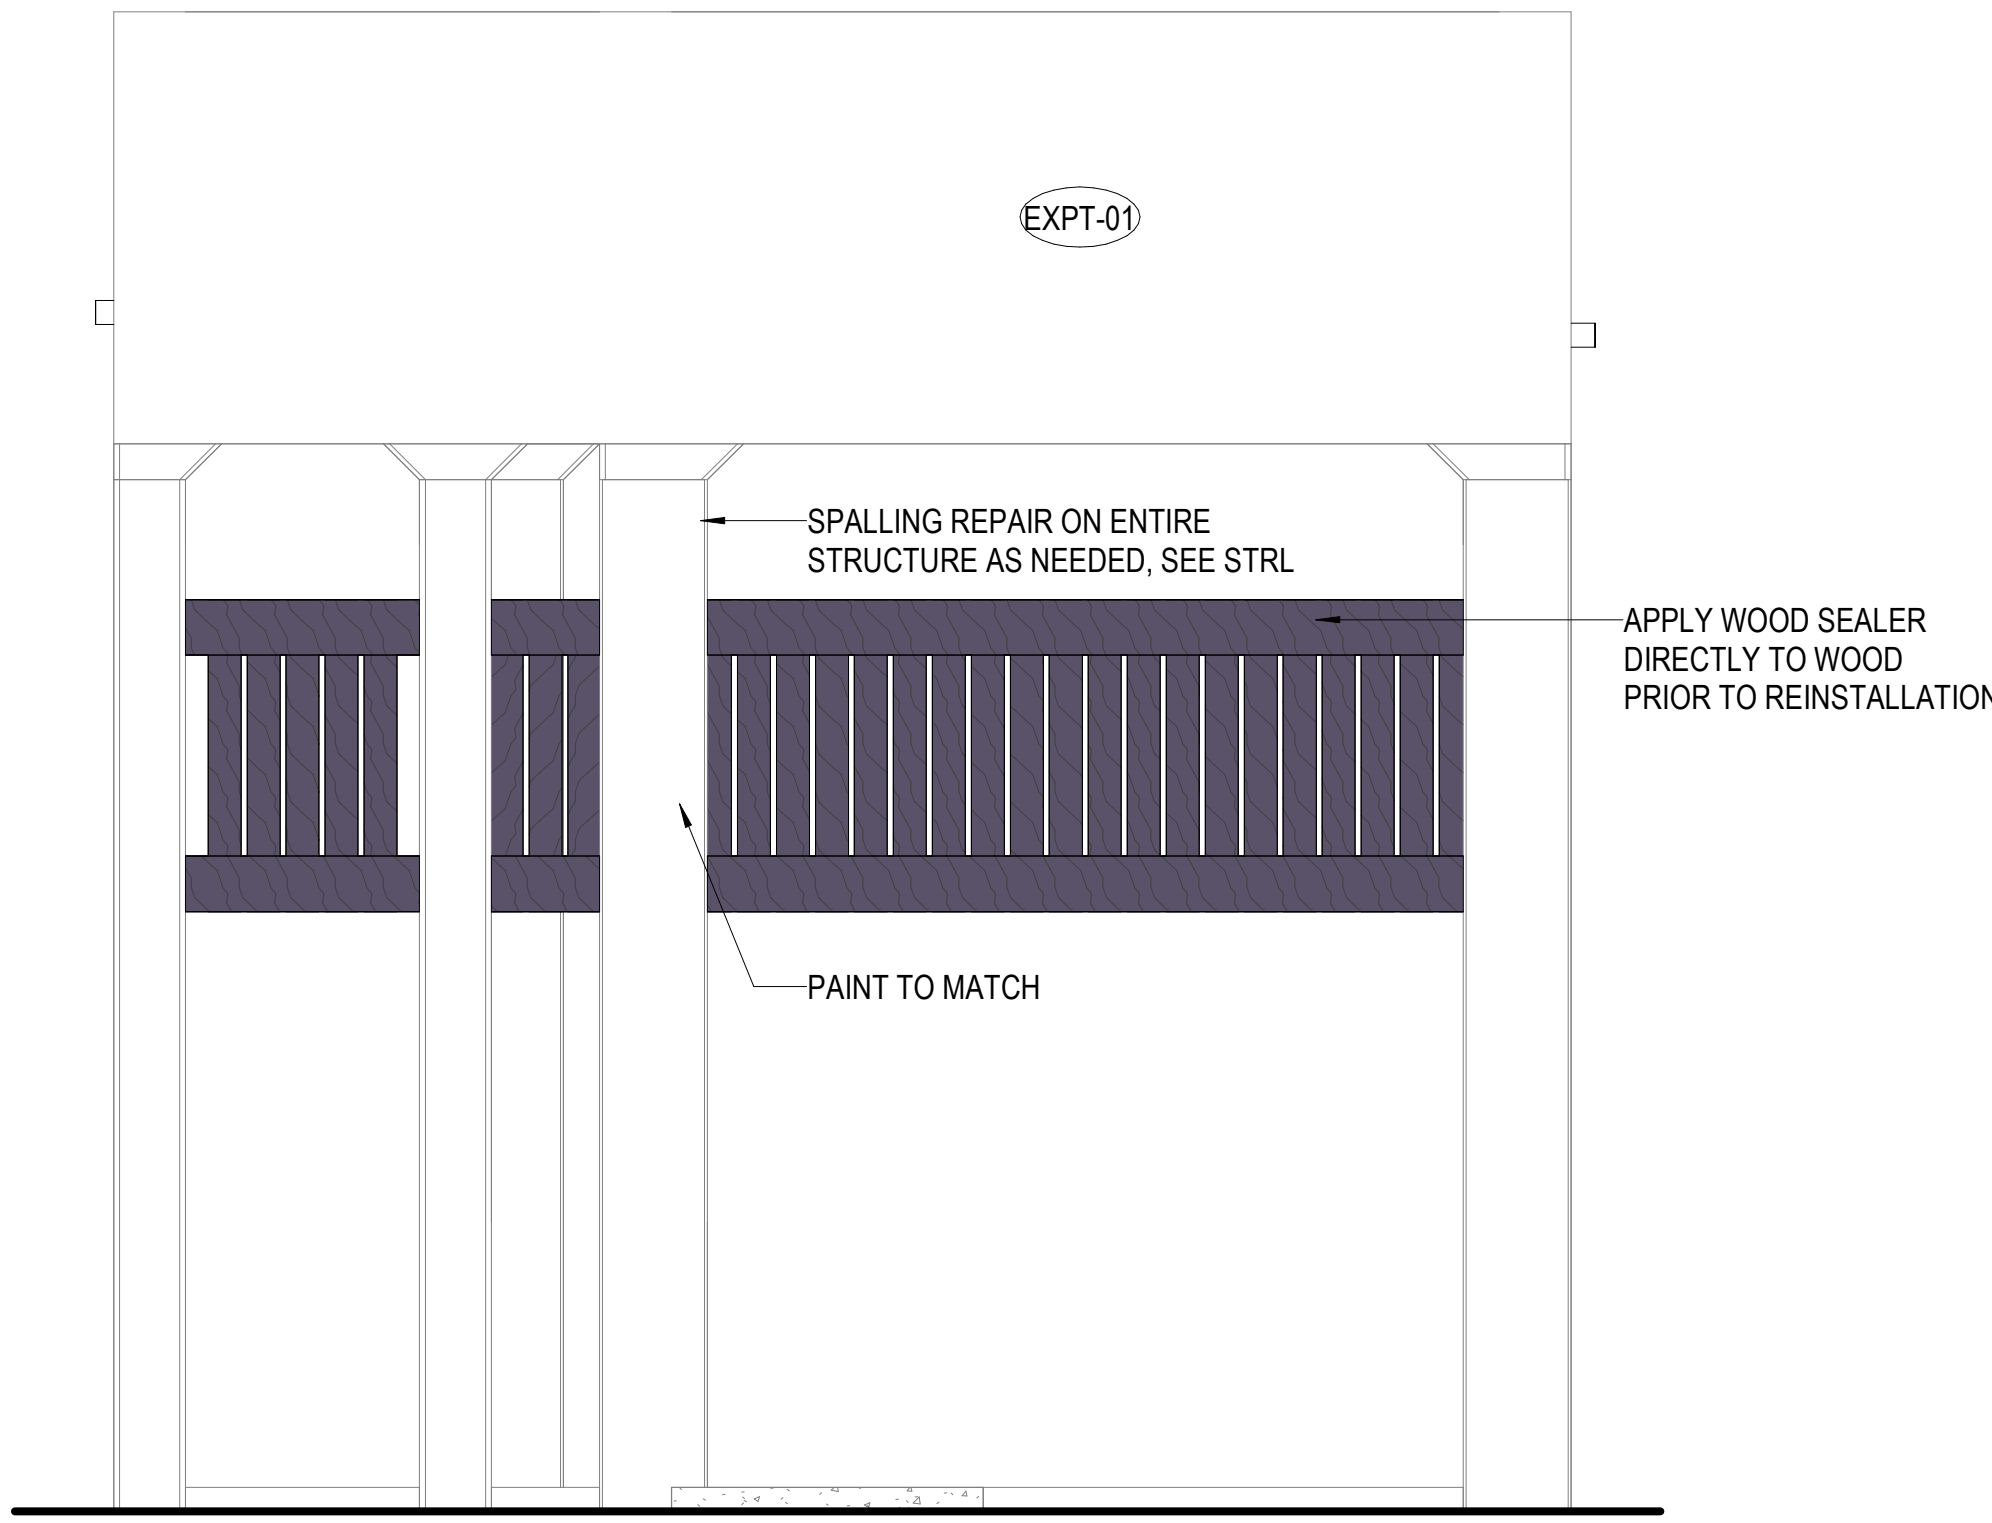 EXPT-01
SPALLING REPAIR ON ENTIRE
STRUCTURE AS NEEDED, SEE STRL
APPLY WOOD SEALER
DIRECTLY TO WOOD
PRIOR TO REINSTALLATION
PAINT TO MATCH